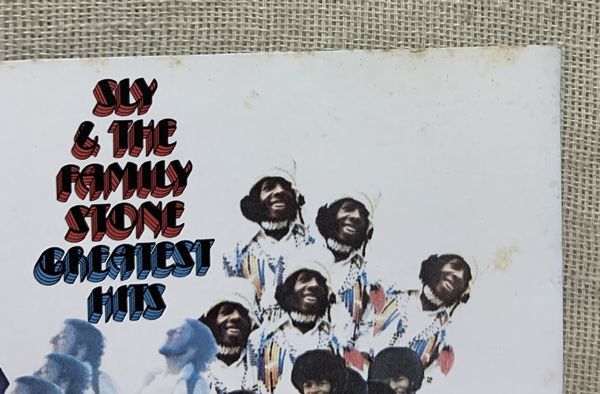 SLY
& THE
FAMILY
STONE
GREATEST
HITS